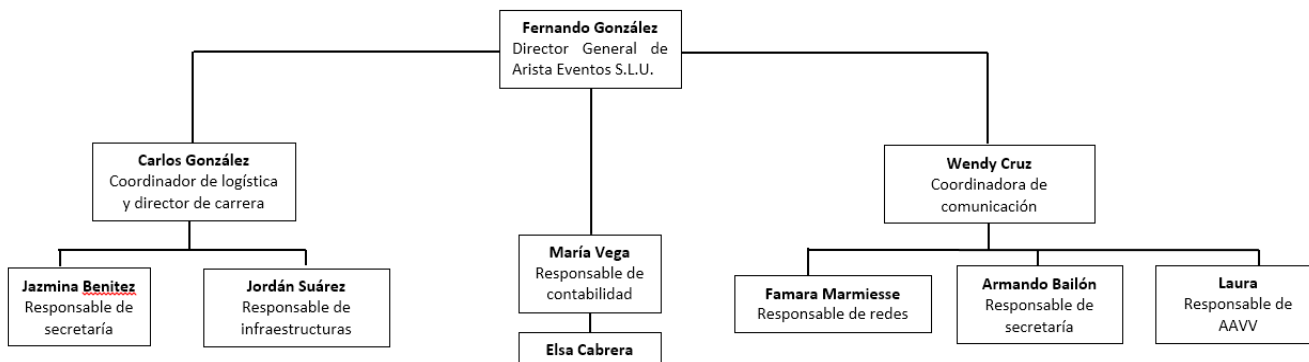 Fernando González
Director General de
Arista Eventos S.L.U.
Carlos González
Coordinador de logística
y director de carrera
Wendy Cruz
Coordinadora de
comunicación
María Vega
Responsable de
contabilidad
Jazmina Benitez
Responsable de
secretaría
Jordán Suárez
Responsable de
infraestructuras
Famara Marmiesse
Responsable de redes
Armando Bailón
Responsable de
secretaría
Laura
Responsable de
AAVV
Elsa Cabrera